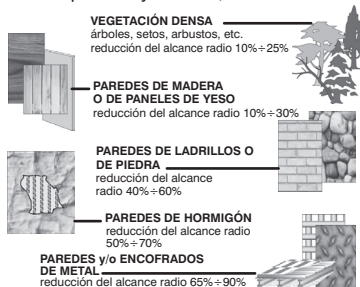 VEGETACIÓN DENSA
árboles, setos, arbustos, etc.
reducción del alcance radio 10%÷25%
PAREDES DE MADERA
O DE PANELES DE YESO
reducción del alcance radio 10%÷30%
PAREDES DE LADRILLOS O
DE PIEDRA
reducción del alcance
radio 40%÷60%
PAREDES DE HORMIGÓN
reducción del alcance radio
50%÷70%
PAREDES y/o ENCOFRADOS
DE METAL
reducción del alcance radio 65%÷90%